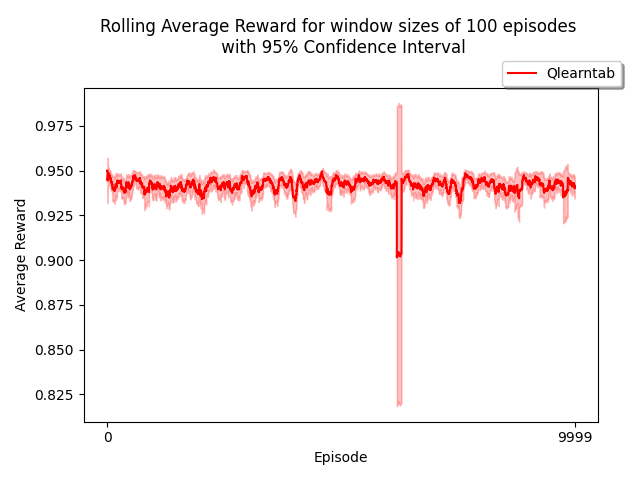 Rolling Average Reward for window sizes of 100 episodes
with 95% Confidence Interval
Qlearntab
0.975
0.950
0.925
0.900
0.875
0.850
0.825
Average Reward
0
9999
Episode